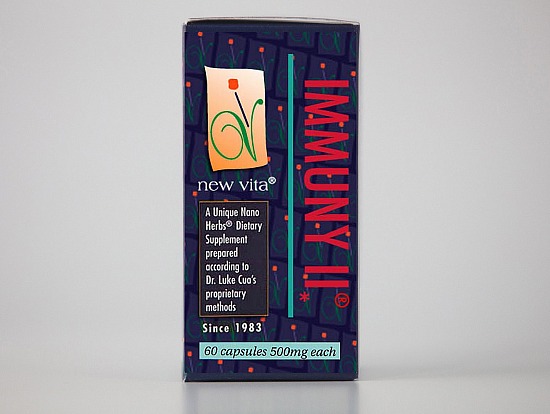 new vita®
A Unique Nano
Herbs® Dietary
Supplement
prepared
according to
Dr. Luke Cua's
proprietary
methods
Since 1983
60 capsules 500mg each
IMMUNY II®*